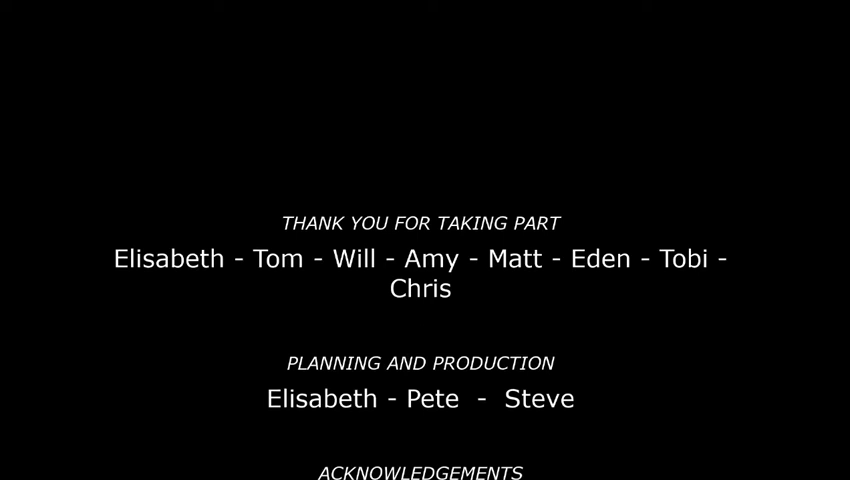 THANK YOU FOR TAKING PART
Elisabeth - Tom - Will - Amy - Matt - Eden - Tobi -
Chris
PLANNING AND PRODUCTION
Elisabeth - Pete  -  Steve
ACKNOWLEDGEMENTS